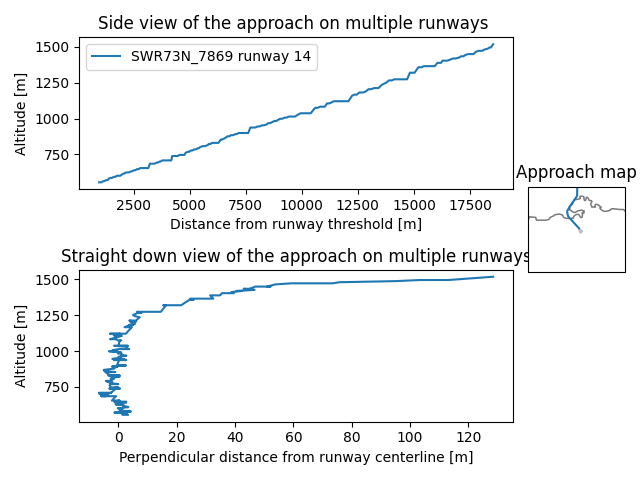 Side view of the approach on multiple runways
1500
1250
1000
750
Altitude [m]
SWR73N_7869 runway 14
2500 5000 7500 10000 12500 15000 17500
Distance from runway threshold [m]
Approach map
Straight down view of the approach on multiple runways
1500
1250
1000
750
Altitude [m]
0 20 40 60 80 100 120
Perpendicular distance from runway centerline [m]